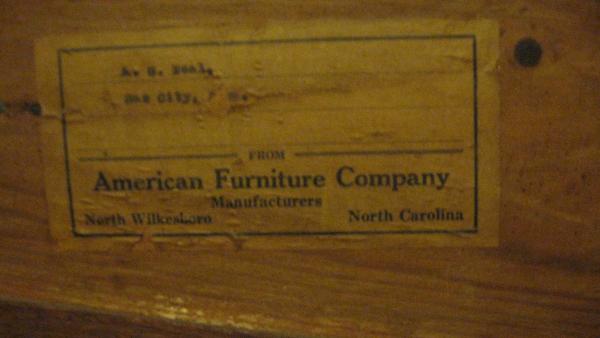 City,
FROM
American Furniture Company
Manufacturers
North Wilkesboro North Carolina